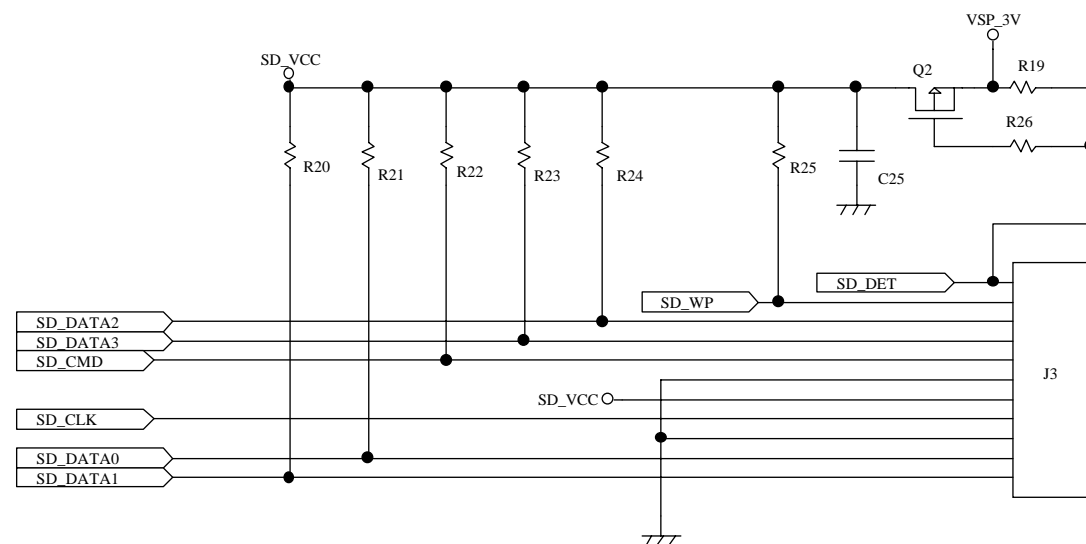 VSP_3V
SD_VCC
Q2
R19
R26
R20
R21
R22
R23
R24
R25
C25
SD_DET
SD_WP
SD_DATA2
SD_DATA3
SD_CMD
J3
SD_VCC
SD_CLK
SD_DATA0
SD_DATA1